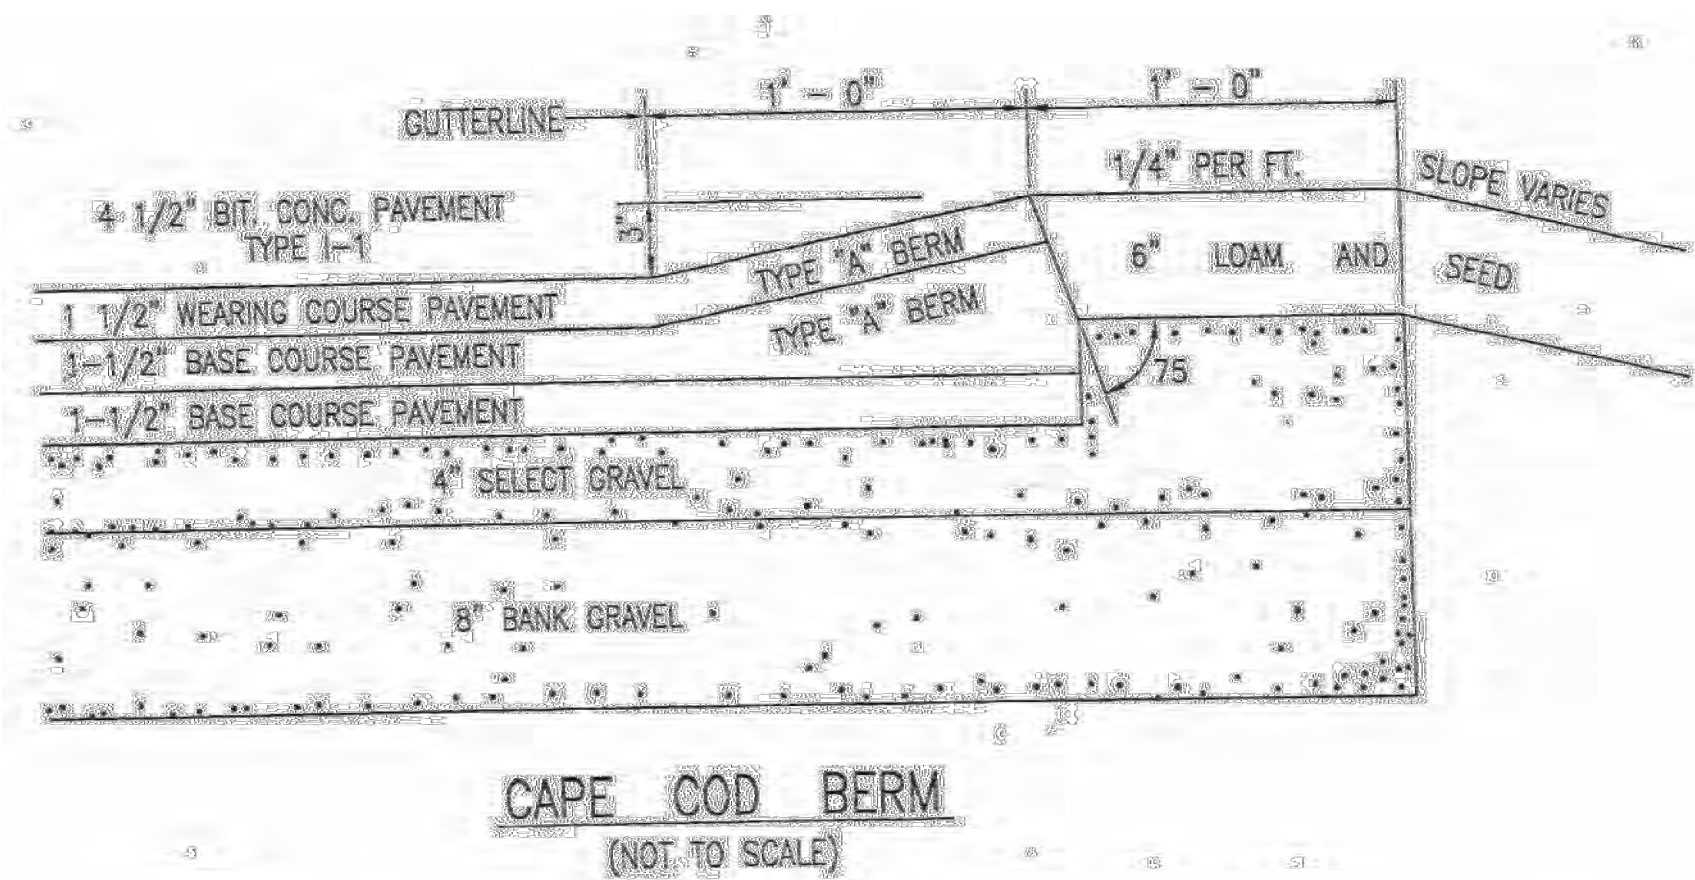 1' - 0"
1' - 0"
GUTTERLINE
1/4" PER FT.
SLOPE VARIES
4 1/2" BIT. CONC. PAVEMENT
TYPE I-1
3"
TYPE "A" BERM
6" LOAM AND SEED
1 1/2" WEARING COURSE PAVEMENT
TYPE "A" BERM
1-1/2" BASE COURSE PAVEMENT
75
1-1/2" BASE COURSE PAVEMENT
4" SELECT GRAVEL
8" BANK GRAVEL
CAPE COD BERM
(NOT TO SCALE)